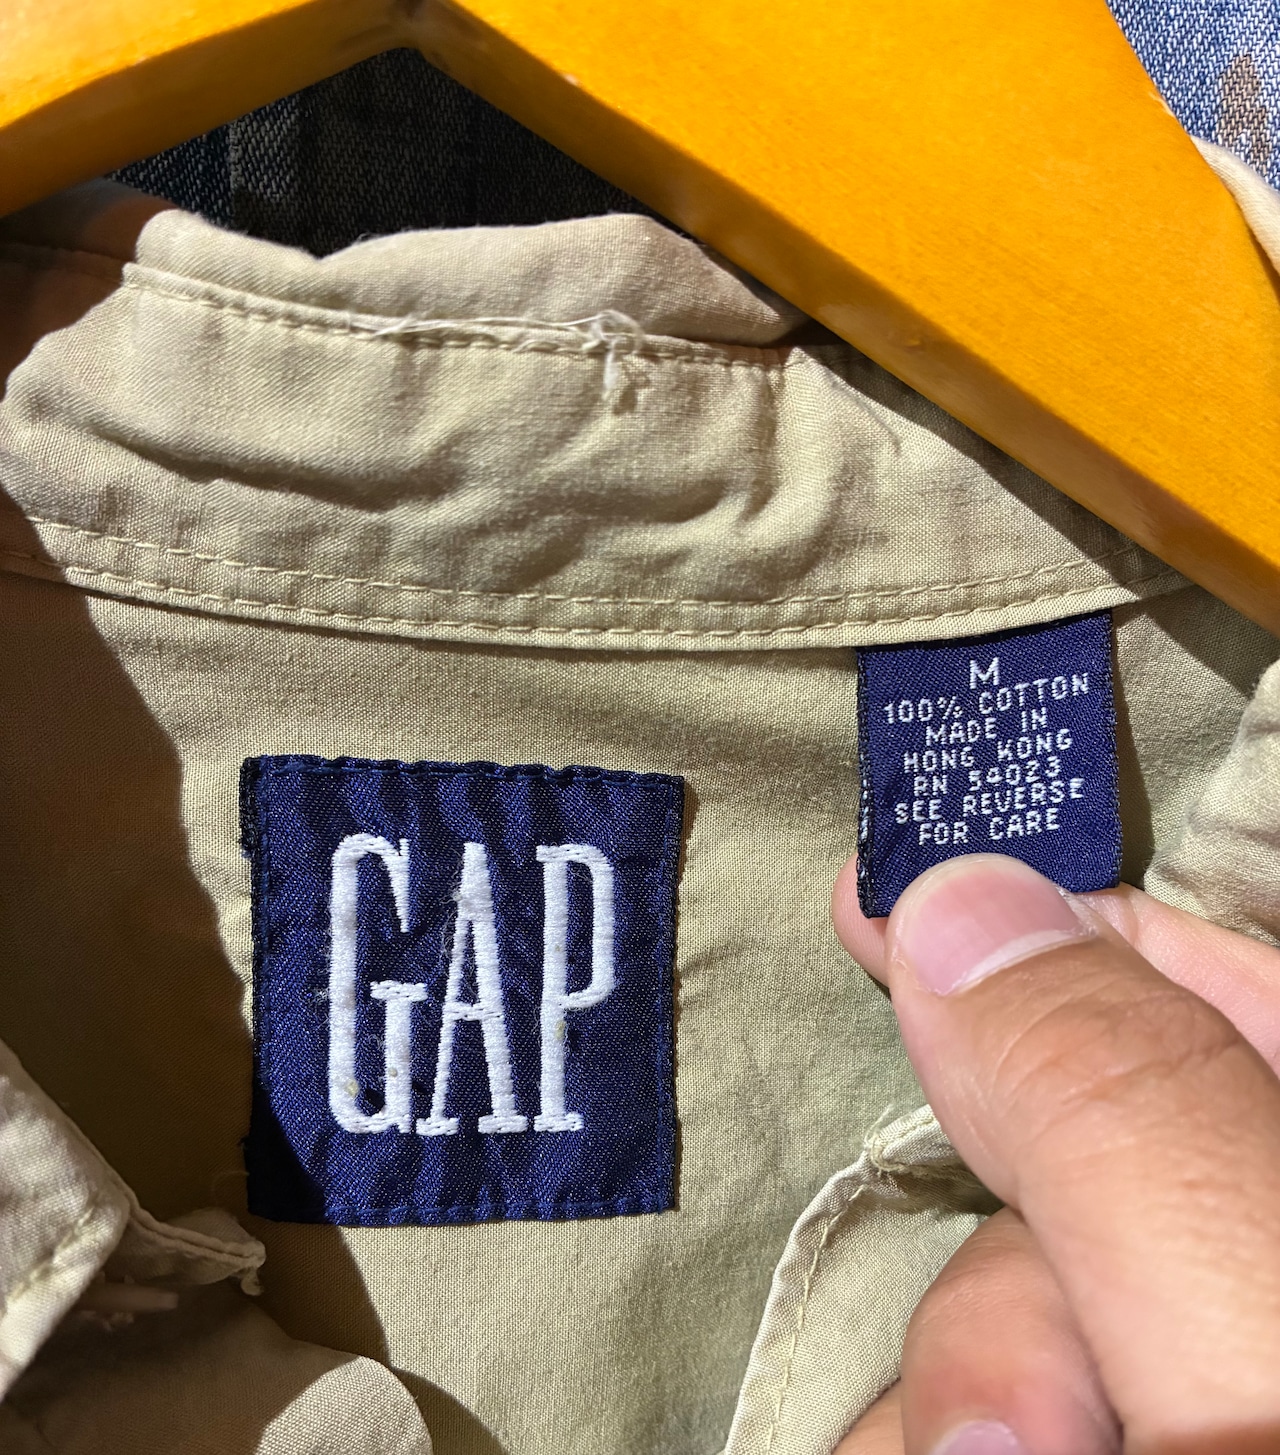 GAP
M
100% COTTON
MADE IN
HONG KONG
RN 54023
SEE REVERSE
FOR CARE